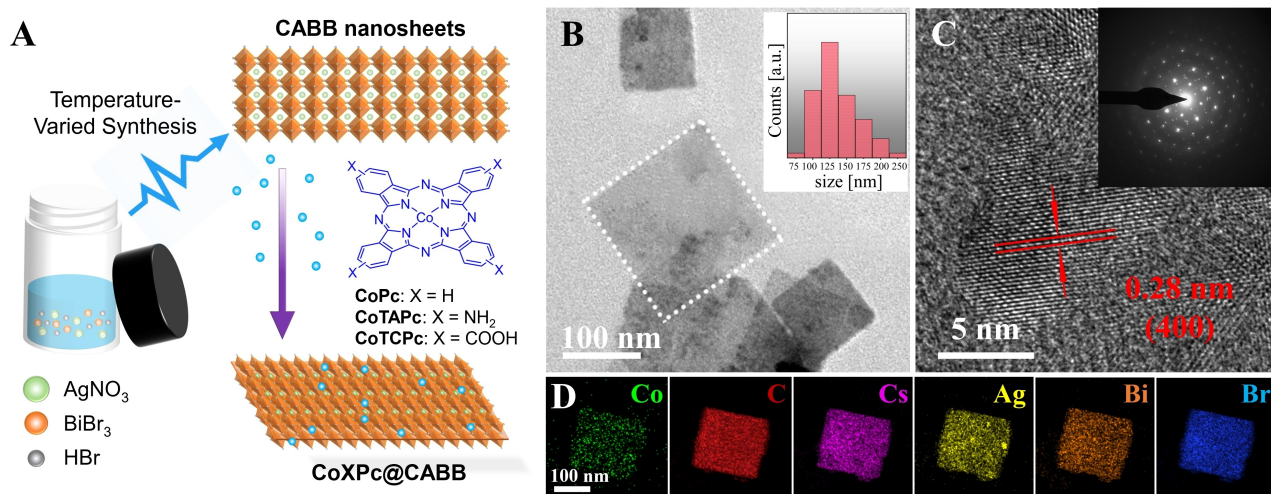 A
CABB nanosheets
Temperature-
Varied Synthesis
X
X
X
X
N
N
N
N
N
N
N
N
Co
CoPc: X = H
CoTAPc: X = NH2
CoTCPc: X = COOH
AgNO3
BiBr3
HBr
CoXPc@CABB
B
Counts [a.u.]
75 100 125 150 175 200 250
size [nm]
100 nm
C
0.28 nm
(400)
5 nm
D
Co
C
Cs
Ag
Bi
Br
100 nm